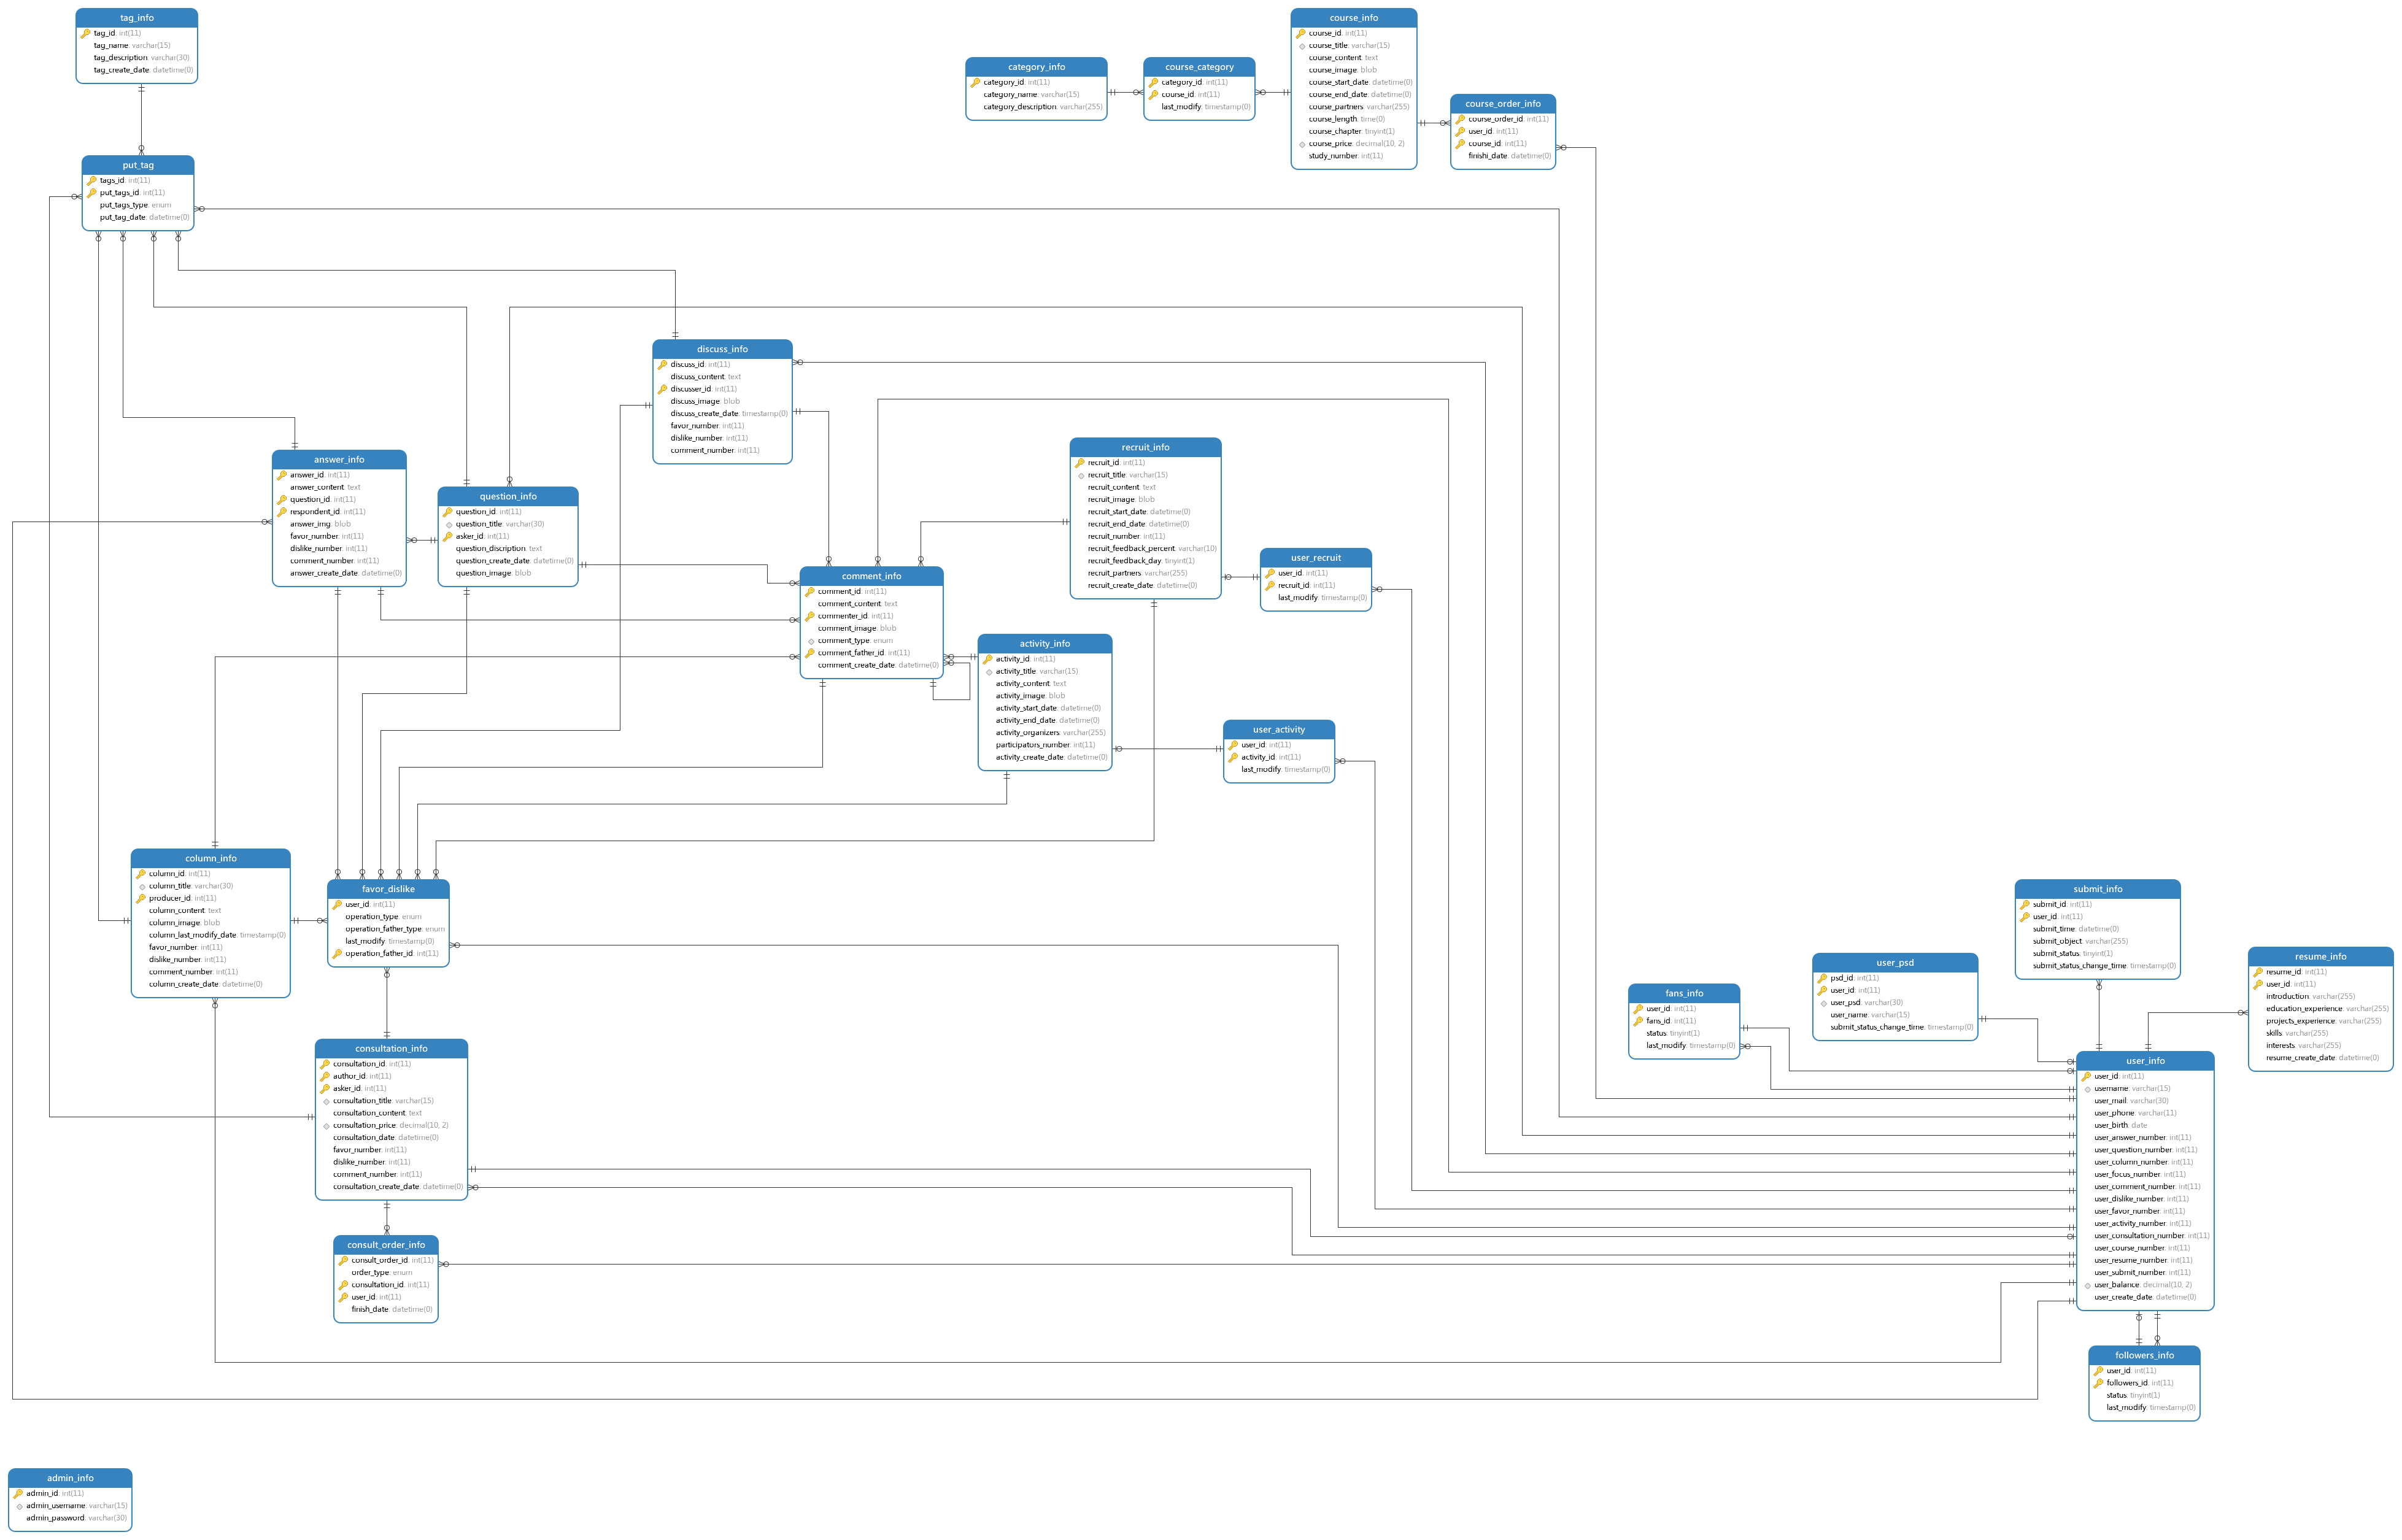 tag_info
tag_id: int(11)
tag_name: varchar(15)
tag_description: varchar(30)
tag_create_date: datetime(0)
category_info
category_id: int(11)
category_name: varchar(15)
category_description: varchar(255)
course_category
category_id: int(11)
course_id: int(11)
last_modify: timestamp(0)
course_info
course_id: int(11)
course_title: varchar(15)
course_content: text
course_image: blob
course_start_date: datetime(0)
course_end_date: datetime(0)
course_partners: varchar(255)
course_length: time(0)
course_chapter: tinyint(1)
course_price: decimal(10, 2)
study_number: int(11)
course_order_info
course_order_id: int(11)
user_id: int(11)
course_id: int(11)
finishi_date: datetime(0)
put_tag
tags_id: int(11)
put_tags_id: int(11)
put_tags_type: enum
put_tag_date: datetime(0)
discuss_info
discuss_id: int(11)
discuss_content: text
discusser_id: int(11)
discuss_image: blob
discuss_create_date: timestamp(0)
favor_number: int(11)
dislike_number: int(11)
comment_number: int(11)
answer_info
answer_id: int(11)
answer_content: text
question_id: int(11)
respondent_id: int(11)
answer_img: blob
favor_number: int(11)
dislike_number: int(11)
comment_number: int(11)
answer_create_date: datetime(0)
question_info
question_id: int(11)
question_title: varchar(30)
asker_id: int(11)
question_discription: text
question_create_date: datetime(0)
question_image: blob
recruit_info
recruit_id: int(11)
recruit_title: varchar(15)
recruit_content: text
recruit_image: blob
recruit_start_date: datetime(0)
recruit_end_date: datetime(0)
recruit_number: int(11)
recruit_feedback_percent: varchar(10)
recruit_feedback_day: tinyint(1)
recruit_partners: varchar(255)
recruit_create_date: datetime(0)
user_recruit
user_id: int(11)
recruit_id: int(11)
last_modify: timestamp(0)
comment_info
comment_id: int(11)
comment_content: text
commenter_id: int(11)
comment_image: blob
comment_type: enum
comment_father_id: int(11)
comment_create_date: datetime(0)
activity_info
activity_id: int(11)
activity_title: varchar(15)
activity_content: text
activity_image: blob
activity_start_date: datetime(0)
activity_end_date: datetime(0)
activity_organizers: varchar(255)
participators_number: int(11)
activity_create_date: datetime(0)
user_activity
user_id: int(11)
activity_id: int(11)
last_modify: timestamp(0)
column_info
column_id: int(11)
column_title: varchar(30)
producer_id: int(11)
column_content: text
column_image: blob
column_last_modify_date: timestamp(0)
favor_number: int(11)
dislike_number: int(11)
comment_number: int(11)
column_create_date: datetime(0)
favor_dislike
user_id: int(11)
operation_type: enum
operation_father_type: enum
last_modify: timestamp(0)
operation_father_id: int(11)
submit_info
submit_id: int(11)
user_id: int(11)
submit_time: datetime(0)
submit_object: varchar(255)
submit_status: tinyint(1)
submit_status_change_time: timestamp(0)
user_psd
psd_id: int(11)
user_id: int(11)
user_psd: varchar(30)
user_name: varchar(15)
submit_status_change_time: timestamp(0)
resume_info
resume_id: int(11)
user_id: int(11)
introduction: varchar(255)
education_experience: varchar(255)
projects_experience: varchar(255)
skills: varchar(255)
interests: varchar(255)
resume_create_date: datetime(0)
fans_info
user_id: int(11)
fans_id: int(11)
status: tinyint(1)
last_modify: timestamp(0)
consultation_info
consultation_id: int(11)
author_id: int(11)
asker_id: int(11)
consultation_title: varchar(15)
consultation_content: text
consultation_price: decimal(10, 2)
consultation_date: datetime(0)
favor_number: int(11)
dislike_number: int(11)
comment_number: int(11)
consultation_create_date: datetime(0)
user_info
user_id: int(11)
username: varchar(15)
user_mail: varchar(30)
user_phone: varchar(11)
user_birth: date
user_answer_number: int(11)
user_question_number: int(11)
user_column_number: int(11)
user_focus_number: int(11)
user_comment_number: int(11)
user_dislike_number: int(11)
user_favor_number: int(11)
user_activity_number: int(11)
user_consultation_number: int(11)
user_course_number: int(11)
user_resume_number: int(11)
user_submit_number: int(11)
user_balance: decimal(10, 2)
user_create_date: datetime(0)
consult_order_info
consult_order_id: int(11)
order_type: enum
consultation_id: int(11)
user_id: int(11)
finish_date: datetime(0)
followers_info
user_id: int(11)
followers_id: int(11)
status: tinyint(1)
last_modify: timestamp(0)
admin_info
admin_id: int(11)
admin_username: varchar(15)
admin_password: varchar(30)